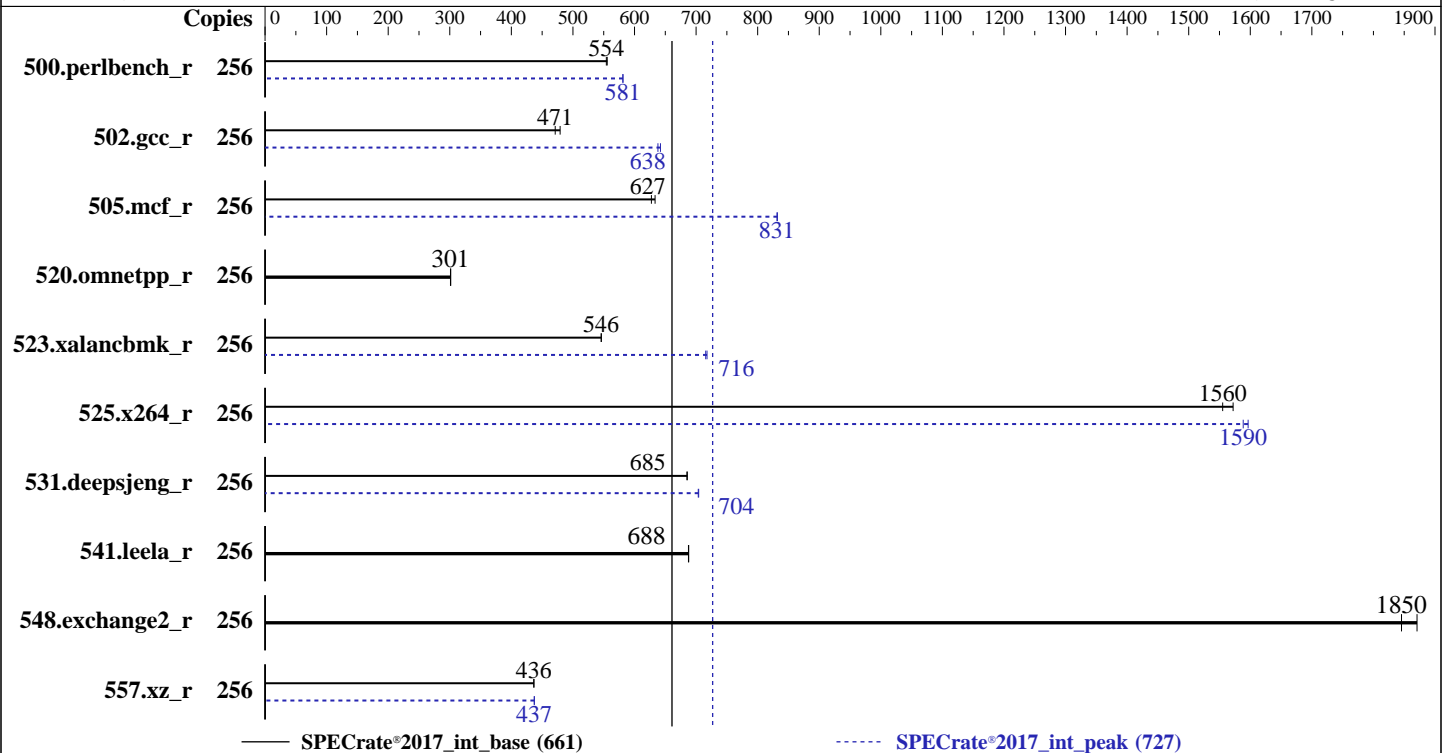 Copies 0 100 200 300 400 500 600 700 800 900 1000 1100 1200 1300 1400 1500 1600 1700 1900
500.perlbench_r 256 554
581
502.gcc_r 256 471
638
505.mcf_r 256 627
831
520.omnetpp_r 256 301
523.xalancbmk_r 256 546
716
525.x264_r 256 1560
1590
531.deepsjeng_r 256 685
704
541.leela_r 256 688
548.exchange2_r 256 1850
557.xz_r 256 436
437
SPECrate®2017_int_base (661) SPECrate®2017_int_peak (727)